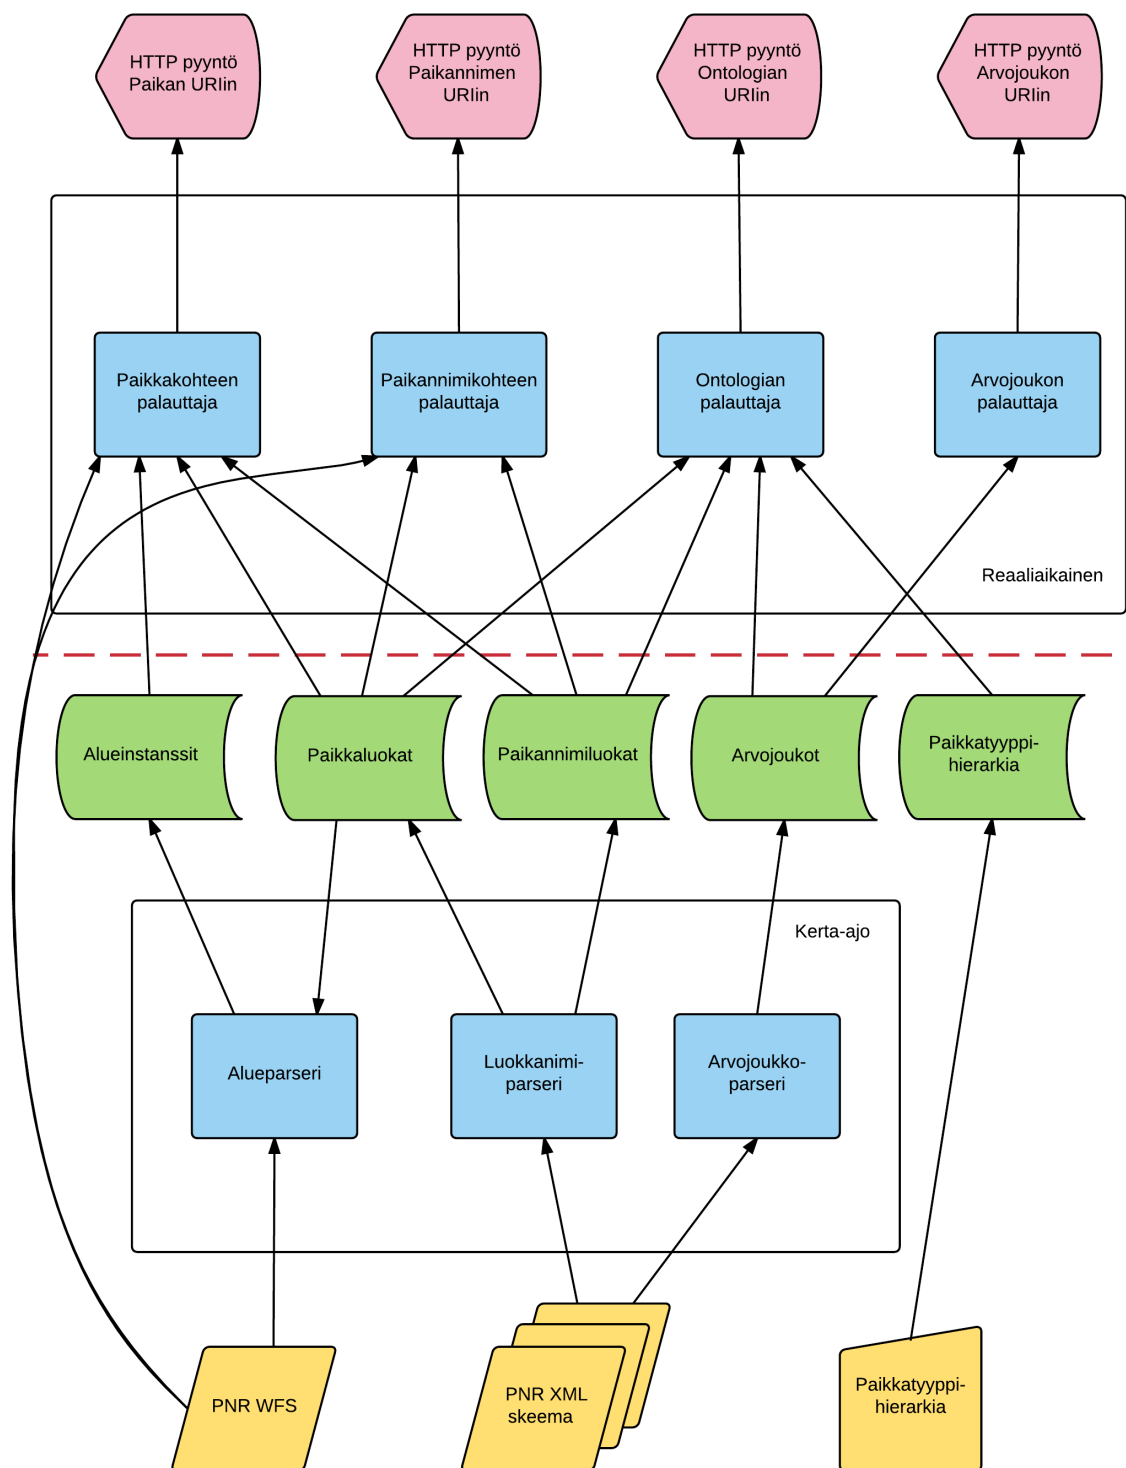 HTTP pyyntö
Paikan URIin
HTTP pyyntö
Paikannimen
URIin
HTTP pyyntö
Ontologian
URIin
HTTP pyyntö
Arvojoukon
URIin
Paikkakohteen
palauttaja
Paikannimikohteen
palauttaja
Ontologian
palauttaja
Arvojoukon
palauttaja
Reaaliaikainen
Alueinstanssit
Paikkaluokat
Paikannimiluokat
Arvojoukot
Paikkatyyppi-
hierarkia
Kerta-ajo
Alueparseri
Luokkanimi-
parseri
Arvojoukko-
parseri
PNR WFS
PNR XML
skeema
Paikkatyyppi-
hierarkia